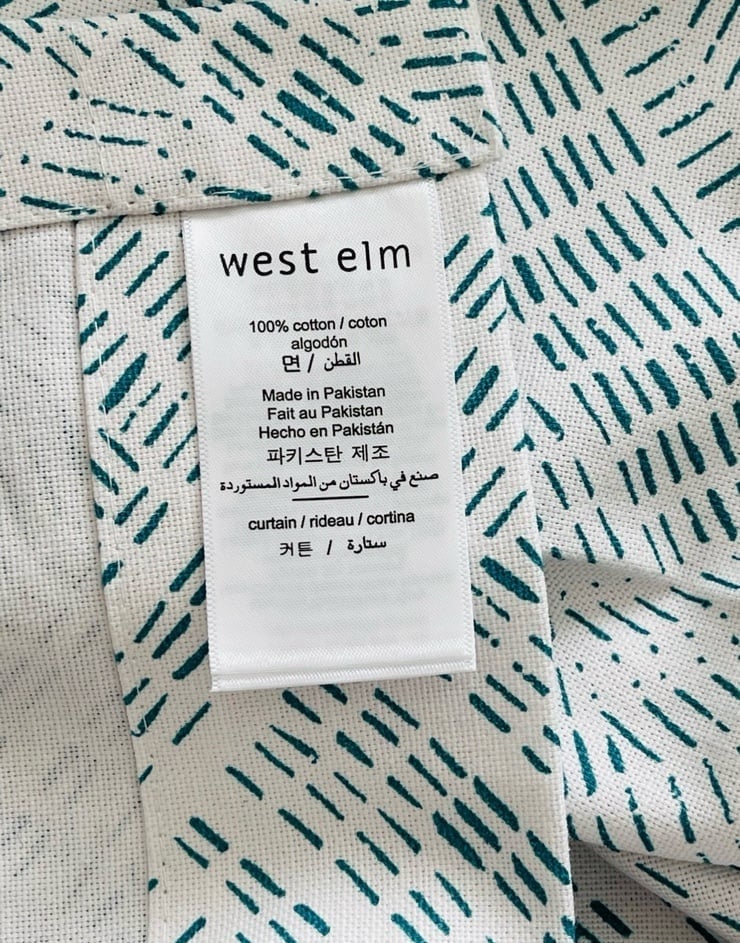 west elm
100% cotton / coton
algodón
면 / القطن
Made in Pakistan
Fait au Pakistan
Hecho en Pakistán
파키스탄 제조
صنع في باكستان من المواد المستوردة
curtain / rideau / cortina
커튼 / ستارة